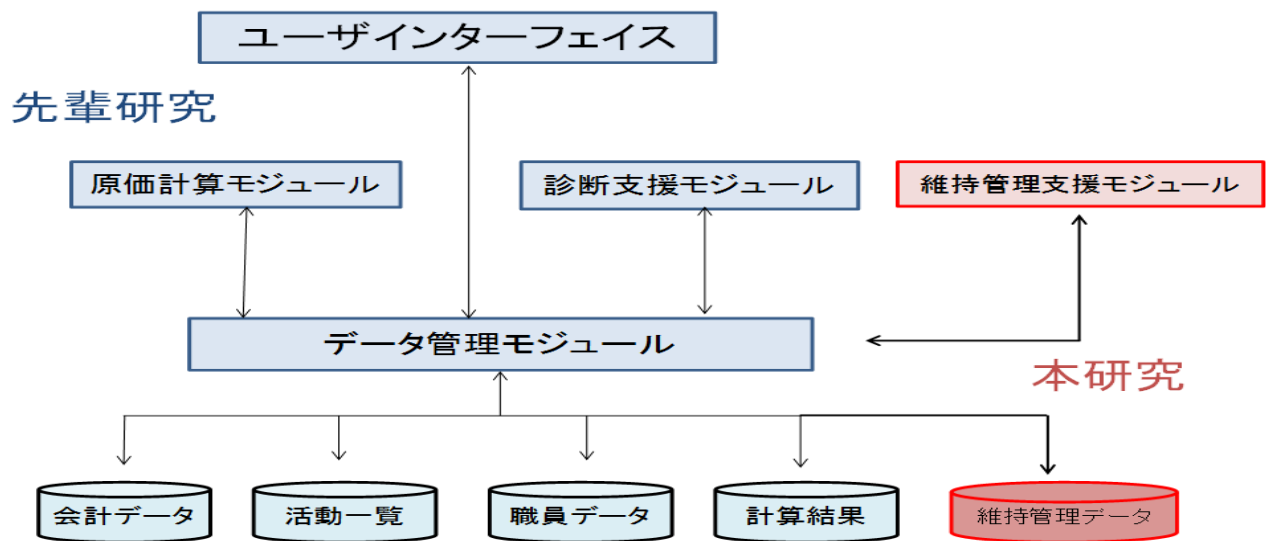 ユーザインターフェイス
先輩研究
原価計算モジュール
診断支援モジュール
維持管理支援モジュール
データ管理モジュール
本研究
会計データ
活動一覧
職員データ
計算結果
維持管理データ